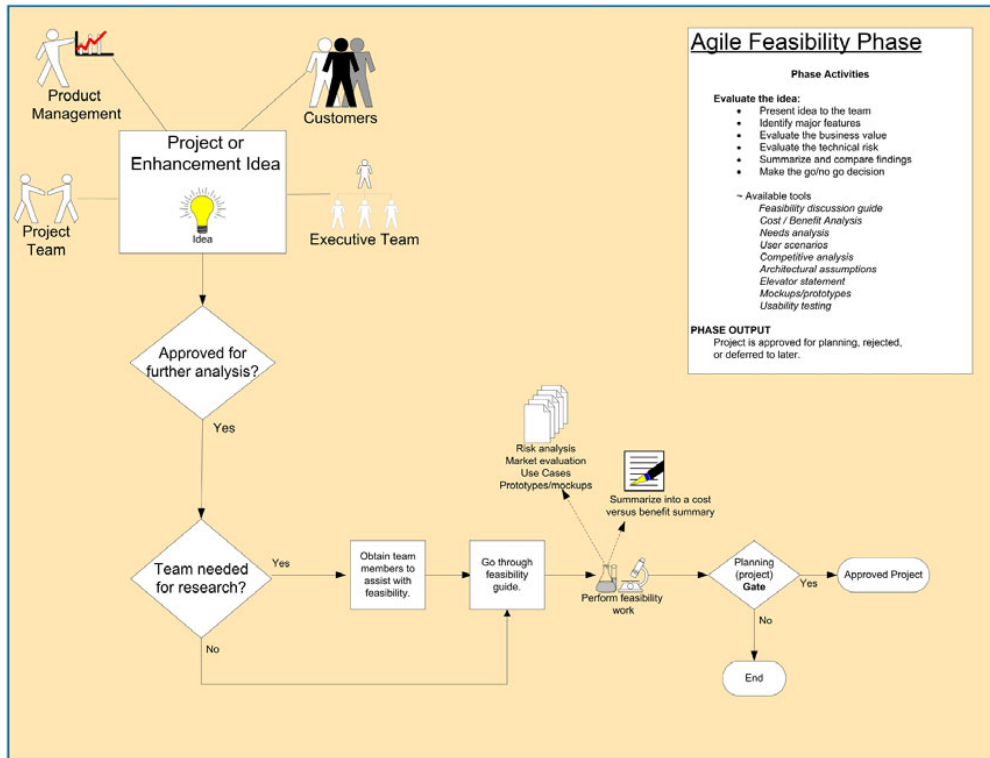 Product
Management
Customers
Project or
Enhancement Idea
Idea
Project
Team
Executive Team
Approved for
further analysis?
Yes
Team needed
for research?
Yes
No
Obtain team
members to
assist with
feasibility.
Go through
feasibility
guide.
Risk analysis
Market evaluation
Use Cases
Prototypes/mockups
Summarize into a cost
versus benefit summary
Perform feasibility
work
Planning
(project)
Gate
Yes
Approved Project
No
End
Agile Feasibility Phase
Phase Activities
Evaluate the idea:
• Present idea to the team
• Identify major features
• Evaluate the business value
• Evaluate the technical risk
• Summarize and compare findings
• Make the go/no go decision
~ Available tools
Feasibility discussion guide
Cost / Benefit Analysis
Needs analysis
User scenarios
Competitive analysis
Architectural assumptions
Elevator statement
Mockups/prototypes
Usability testing
PHASE OUTPUT
Project is approved for planning, rejected,
or deferred to later.